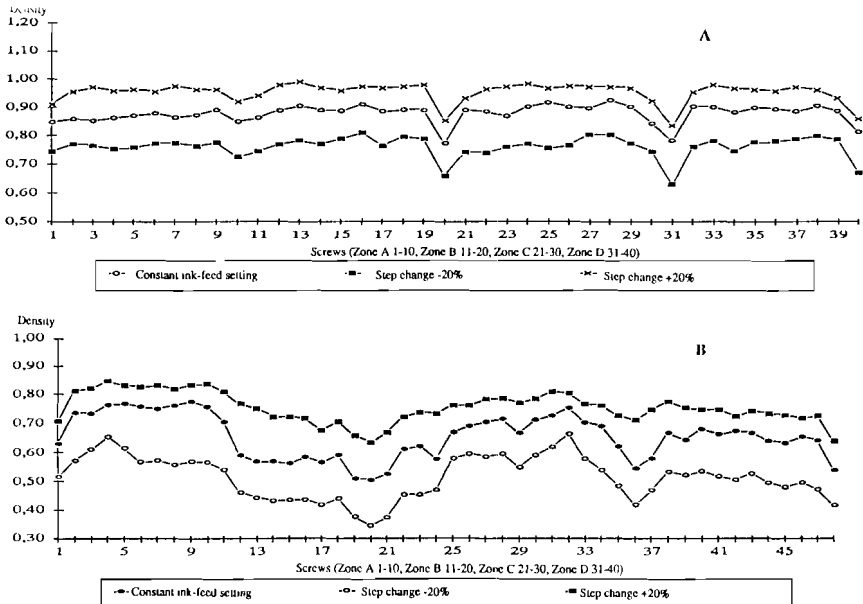 Density
A
1,20
1,10
1,00
0,90
0,80
0,70
0,60
0,50
1 3 5 7 9 11 13 15 17 19 21 23 25 27 29 31 33 35 37 39
Screws (Zone A 1-10, Zone B 11-20, Zone C 21-30, Zone D 31-40)
Constant ink-feed setting Step change -20% Step change +20%
Density
B
1,00
0,90
0,80
0,70
0,60
0,50
0,40
0,30
1 5 9 13 17 21 25 29 33 37 41 45
Screws (Zone A 1-10, Zone B 11-20, Zone C 21-30, Zone D 31-40)
Constant ink-feed setting Step change -20% Step change +20%